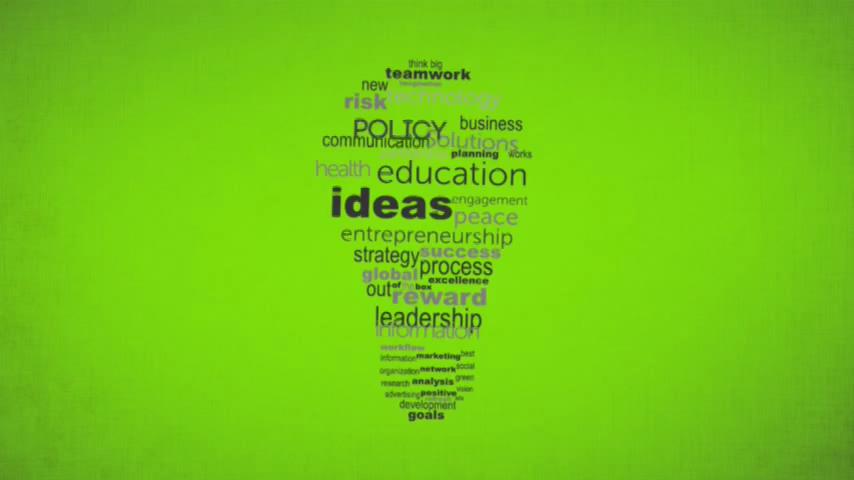 think big
teamwork
new
risk technology
POLICY business
communication solutions
planning works
health education
ideas engagement
peace
entrepreneurship
strategy success
process
global excellence
out of the box
reward
leadership
information
workflow
information marketing best
organization network social
research analysis green
advertising positive vision
development
goals